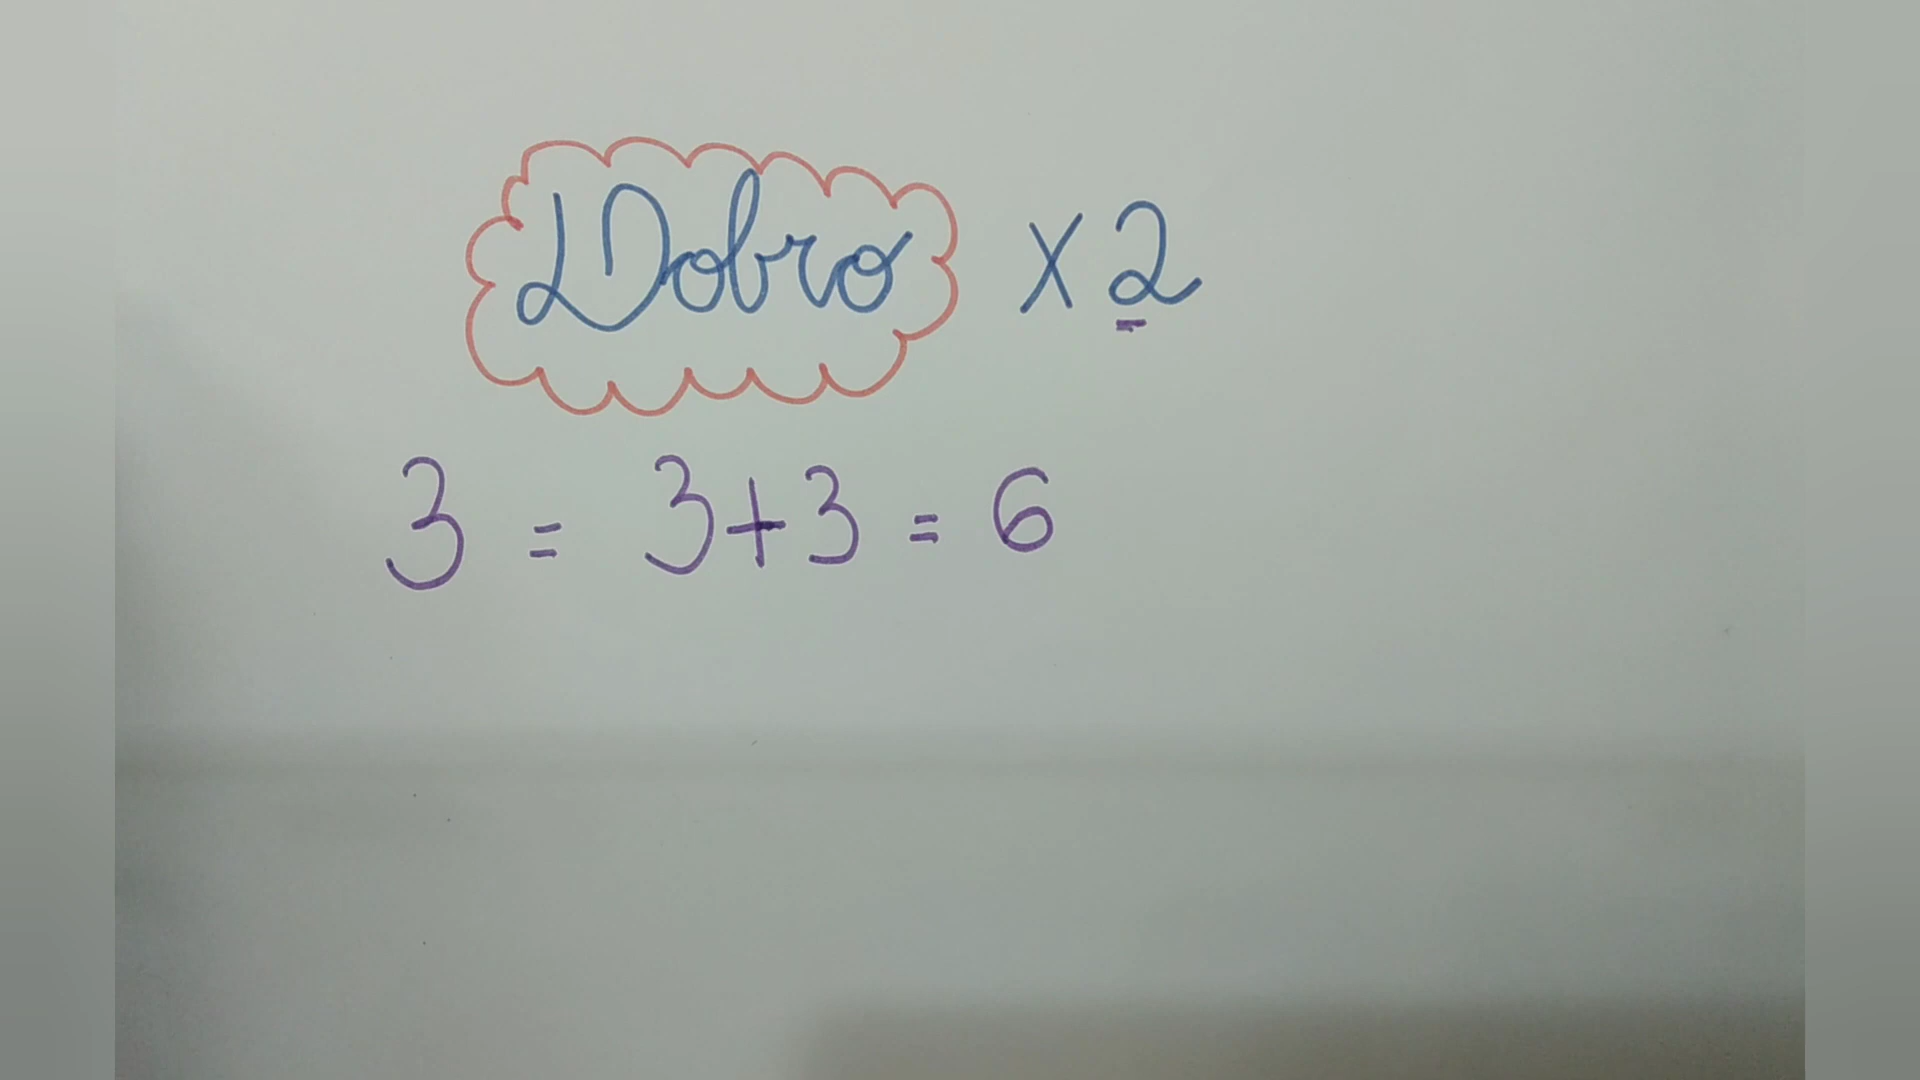 Dobro x 2
3 = 3+3 = 6